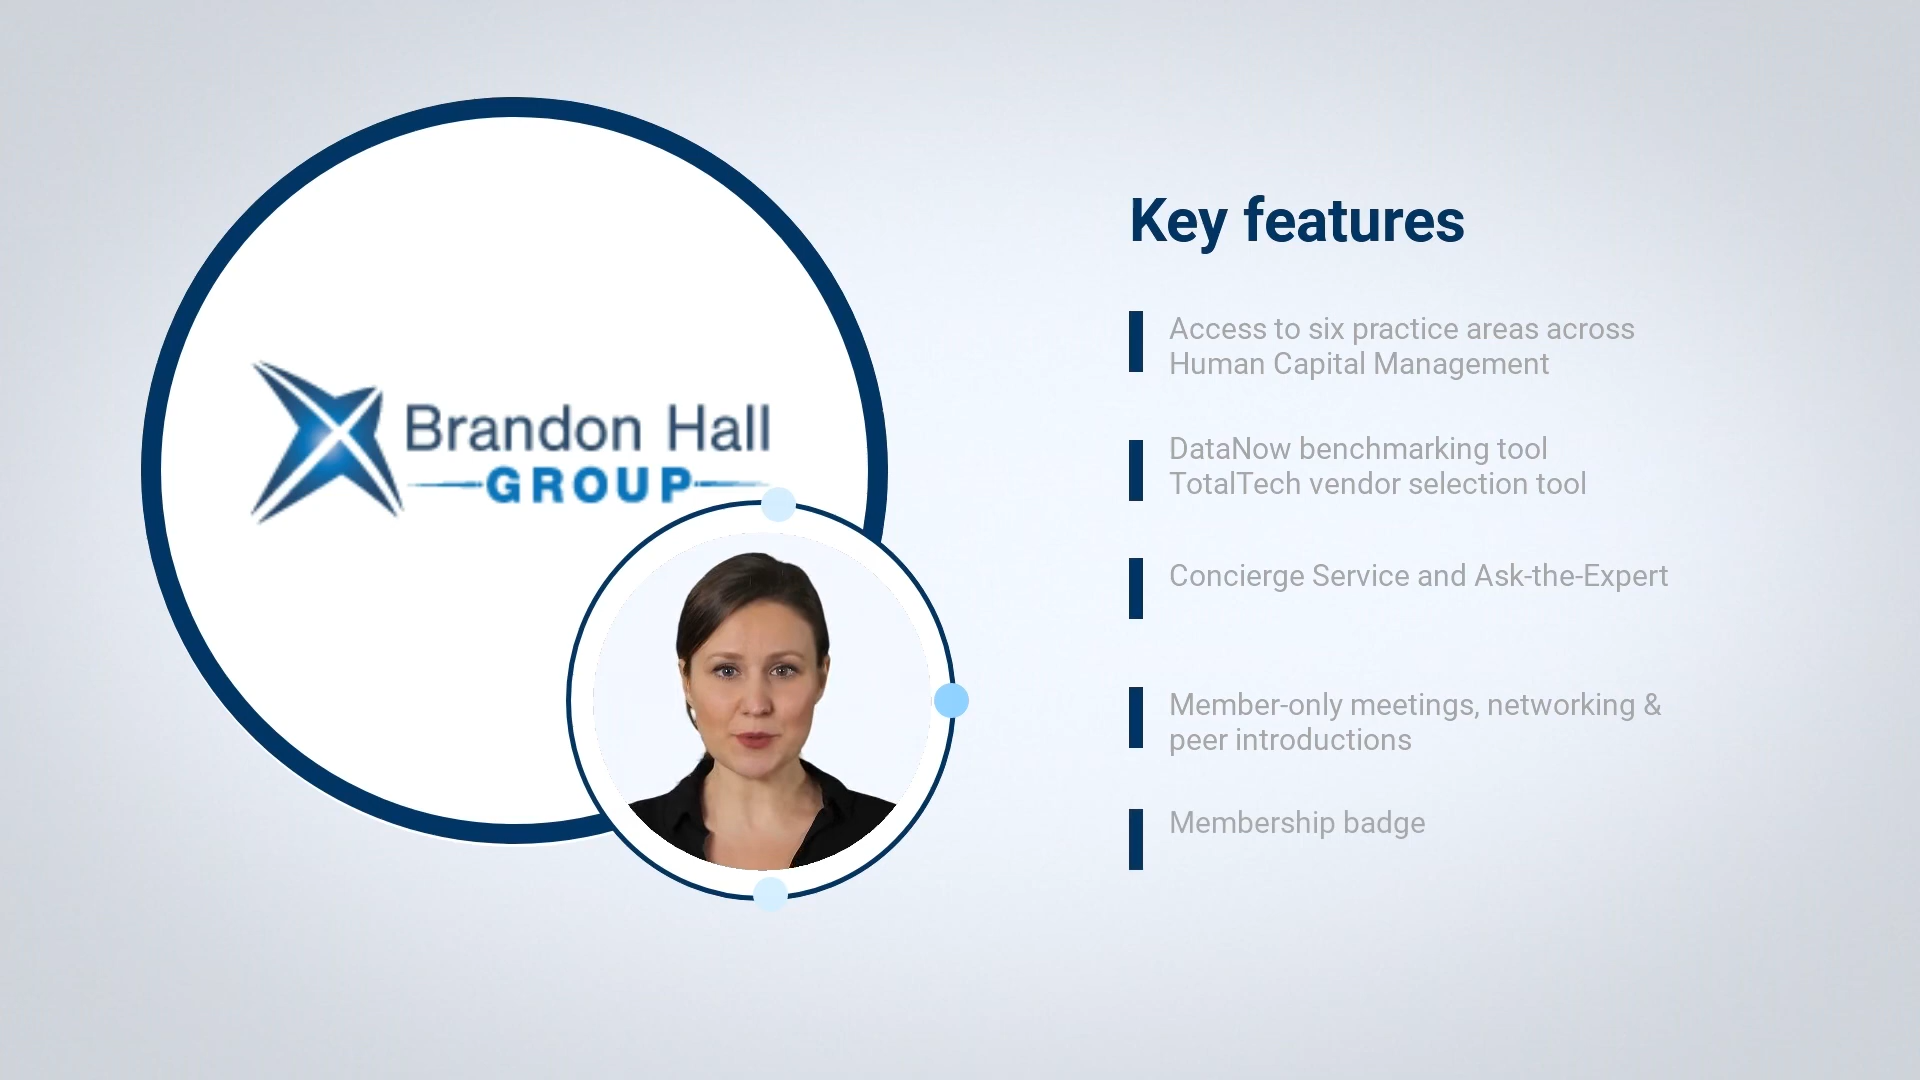 Brandon Hall
GROUP
Key features
Access to six practice areas across
Human Capital Management
DataNow benchmarking tool
TotalTech vendor selection tool
Concierge Service and Ask-the-Expert
Member-only meetings, networking &
peer introductions
Membership badge